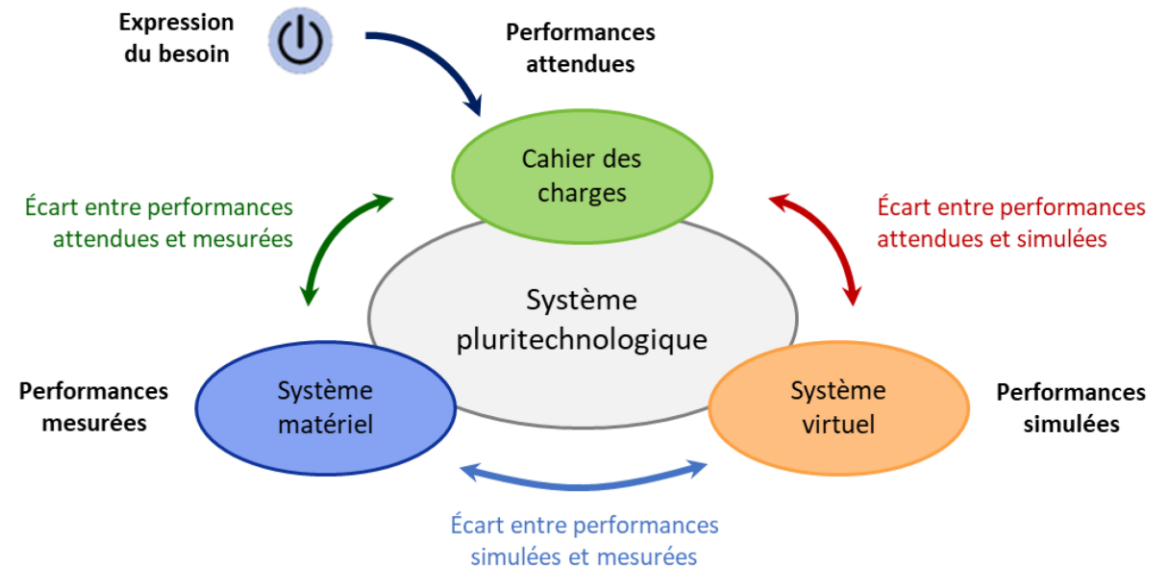 Expression
du besoin
Performances
attendues
Cahier des
charges
Écart entre performances
attendues et mesurées
Écart entre performances
attendues et simulées
Système
pluritechnologique
Performances
mesurées
Système
matériel
Système
virtuel
Performances
simulées
Écart entre performances
simulées et mesurées